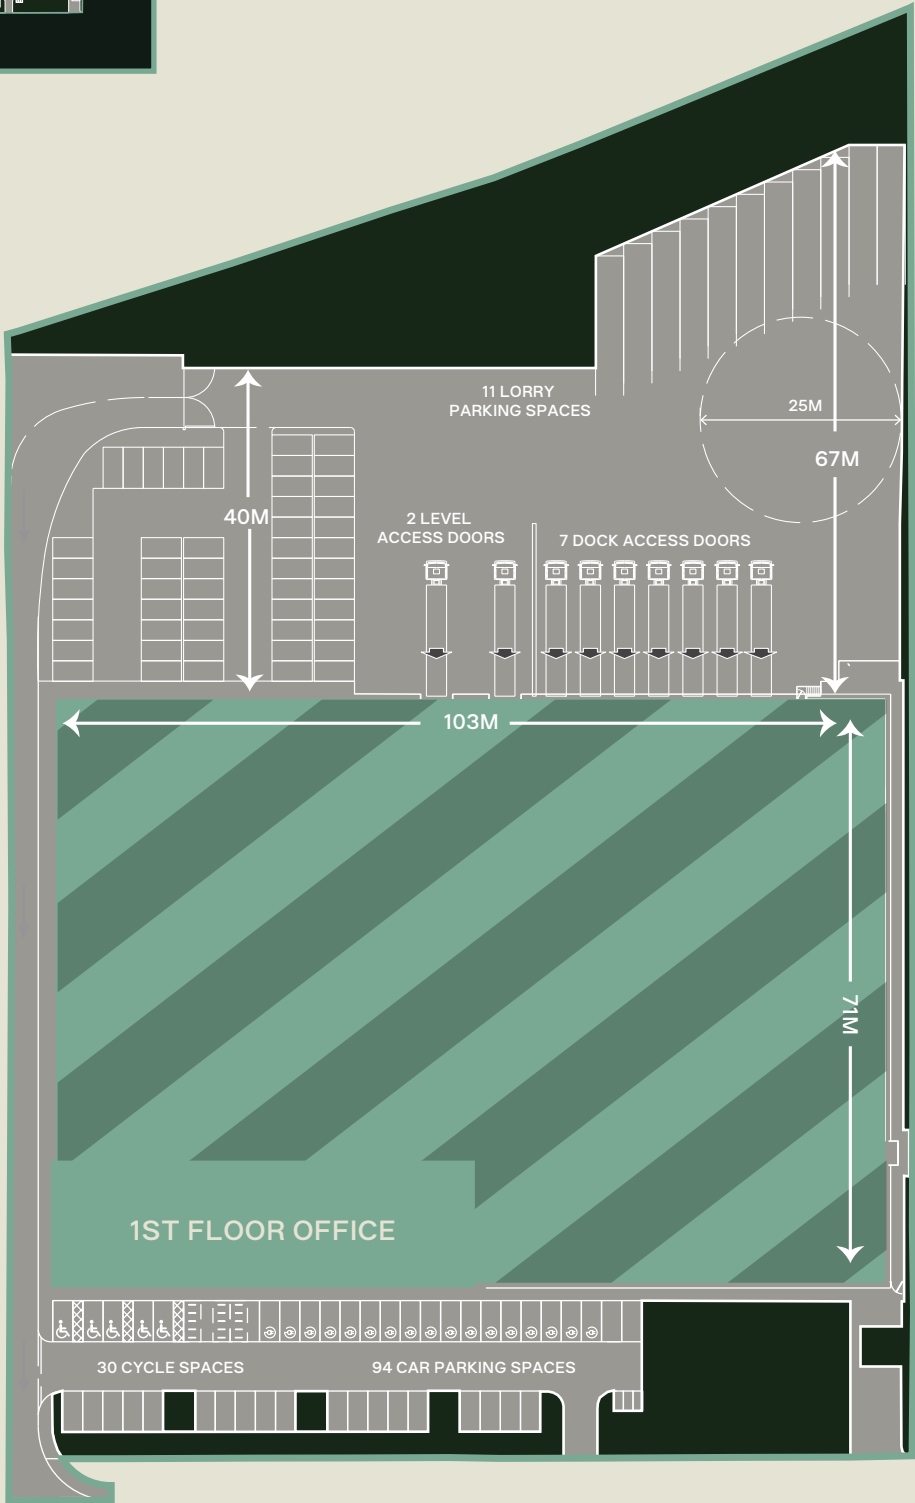 11 LORRY
PARKING SPACES
25M
67M
40M
2 LEVEL
ACCESS DOORS
7 DOCK ACCESS DOORS
103M
71M
1ST FLOOR OFFICE
30 CYCLE SPACES
94 CAR PARKING SPACES